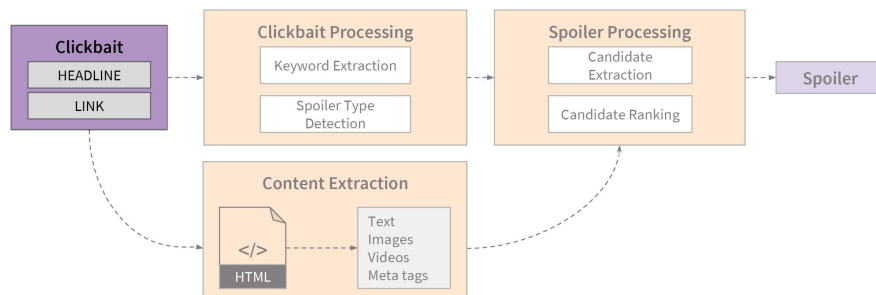 Clickbait
HEADLINE
LINK
Clickbait Processing
Keyword Extraction
Spoiler Type
Detection
Spoiler Processing
Candidate
Extraction
Candidate Ranking
Spoiler
Content Extraction
</>
HTML
Text
Images
Videos
Meta tags